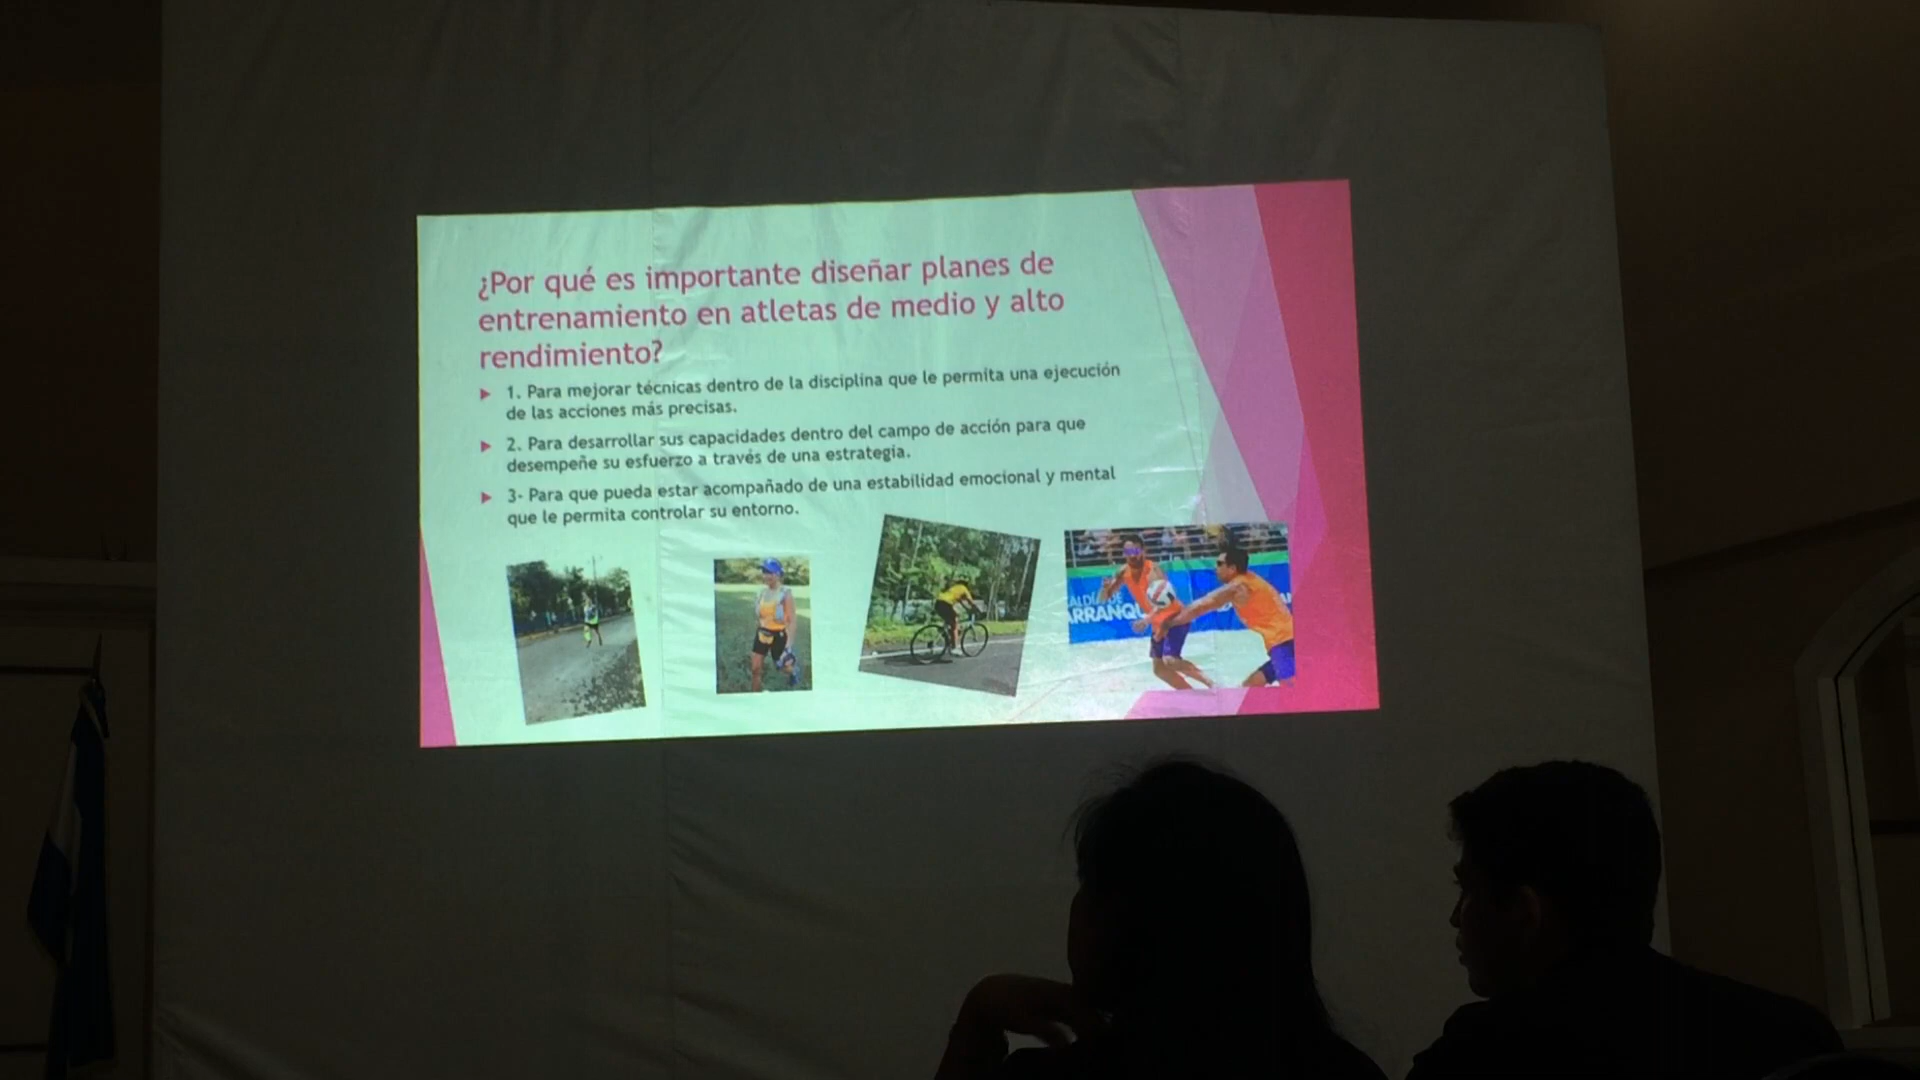 ¿Por qué es importante diseñar planes de
entrenamiento en atletas de medio y alto
rendimiento?
1. Para mejorar técnicas dentro de la disciplina que le permita una ejecución
de las acciones más precisas.
2. Para desarrollar sus capacidades dentro del campo de acción para que
desempeñe su esfuerzo a través de una estrategia.
3- Para que pueda estar acompañado de una estabilidad emocional y mental
que le permita controlar su entorno.
ALDÍA DE
ARRANQU